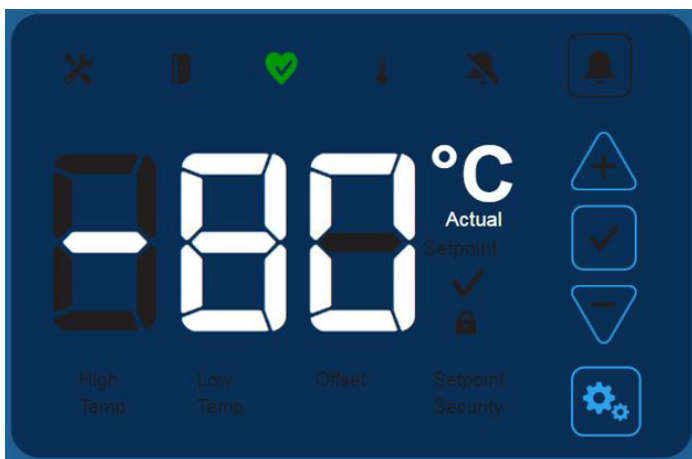 -80 °C
Actual
Setpoint
High Low Offset Setpoint
Temp Temp Security